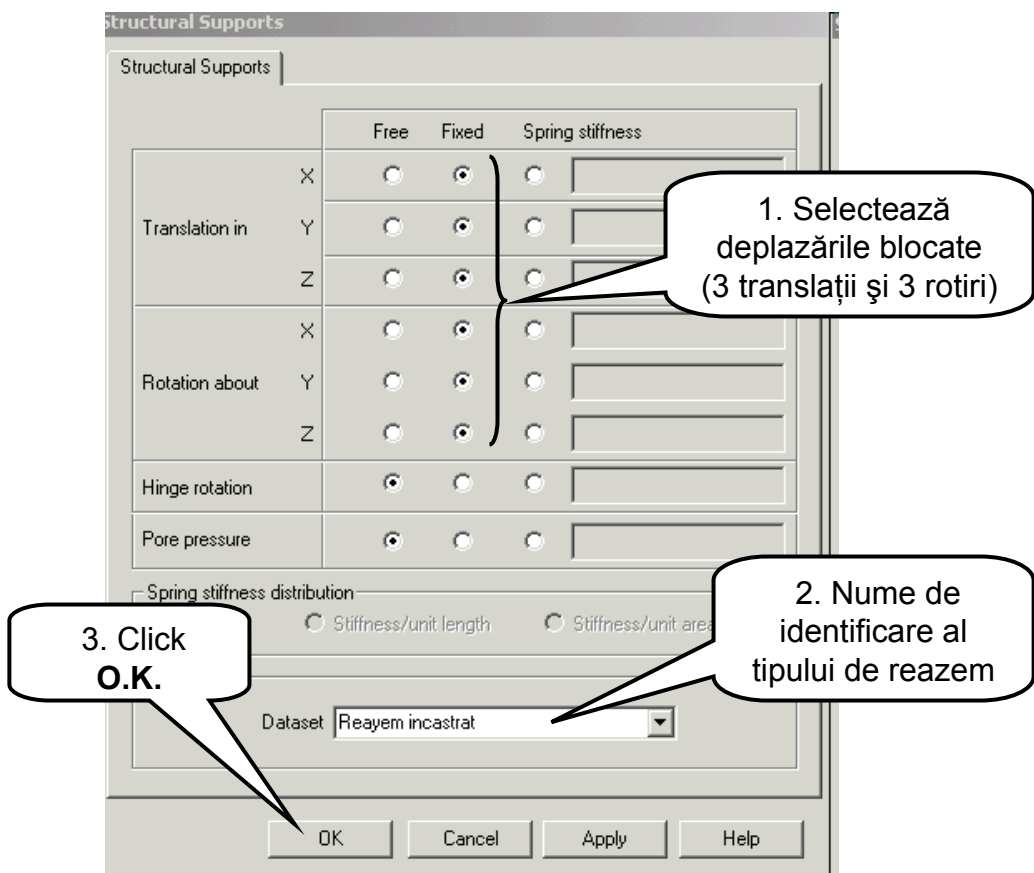 Structural Supports
Structural Supports
Free Fixed Spring stiffness
X
Translation in Y
Z
X
Rotation about Y
Z
Hinge rotation
Pore pressure
1. Selectează
deplazările blocate
(3 translații şi 3 rotiri)
Spring stiffness distribution
Stiffness/unit length Stiffness/unit area
2. Nume de
identificare al
tipului de reazem
3. Click
O.K.
Dataset Reayem incastrat
OK Cancel Apply Help